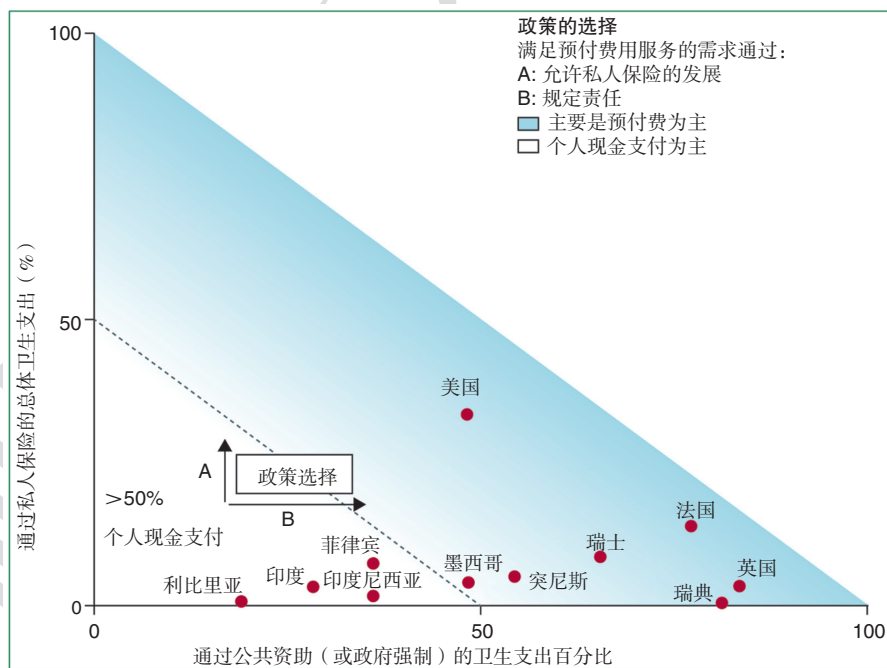 政策的选择
满足预付费用服务的需求通过：
A: 允许私人保险的发展
B: 规定责任
主要是预付费为主
个人现金支付为主
100
50
0
通过私人保险的总体卫生支出（%）
美国
A
政策选择
B
>50%
个人现金支付
法国
菲律宾
瑞士
墨西哥
英国
利比里亚
印度
印度尼西亚
突尼斯
瑞典
0
50
100
通过公共资助（或政府强制）的卫生支出百分比